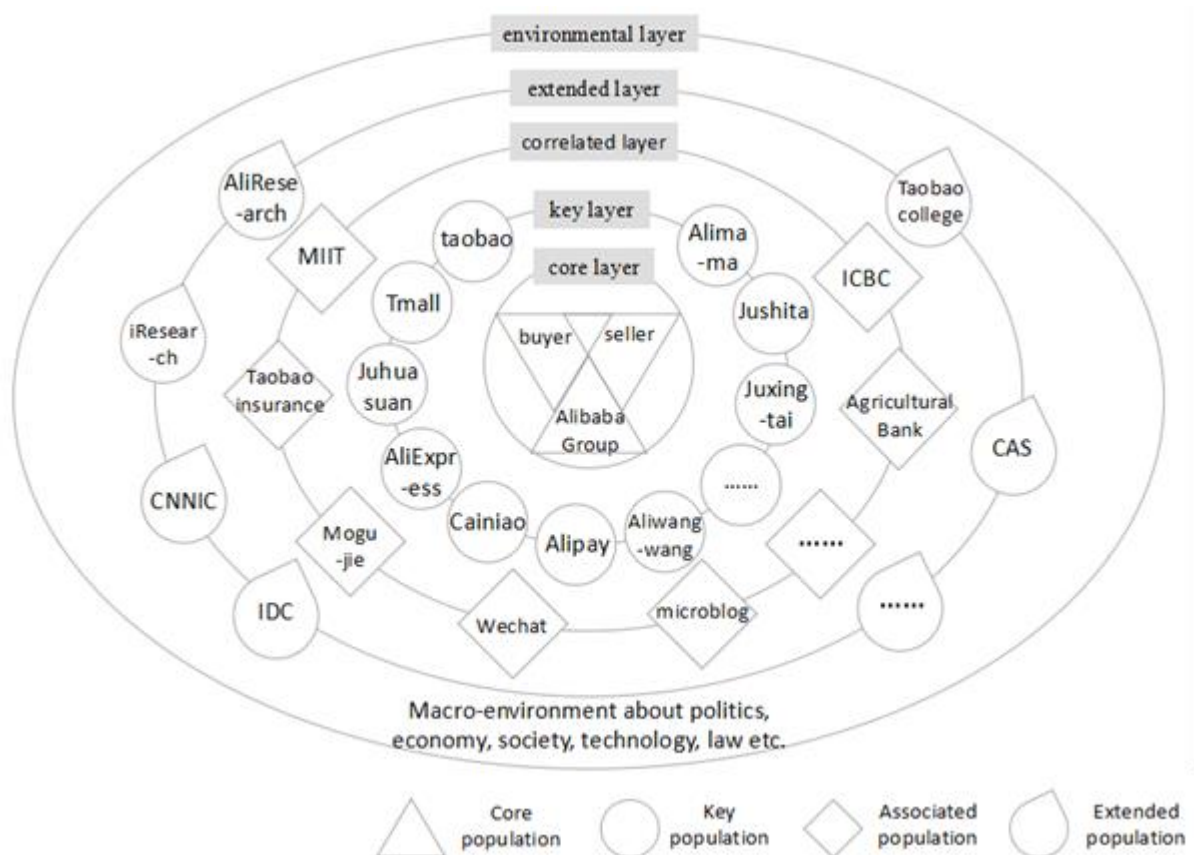 environmental layer
extended layer
correlated layer
key layer
core layer
AliRese
-arch
Taobao
college
MIIT
taobao
Alima
-ma
ICBC
Tmall
Jushita
iResear
-ch
buyer
seller
Taobao
insurance
Juhua
suan
Juxing
-tai
Agricultural
Bank
Alibaba
Group
CAS
AliExpr
-ess
......
CNNIC
Cainiao
Alipay
Aliwang
-wang
Mogu
-jie
......
IDC
Wechat
microblog
......
Macro-environment about politics,
economy, society, technology, law etc.
Core
population
Key
population
Associated
population
Extended
population